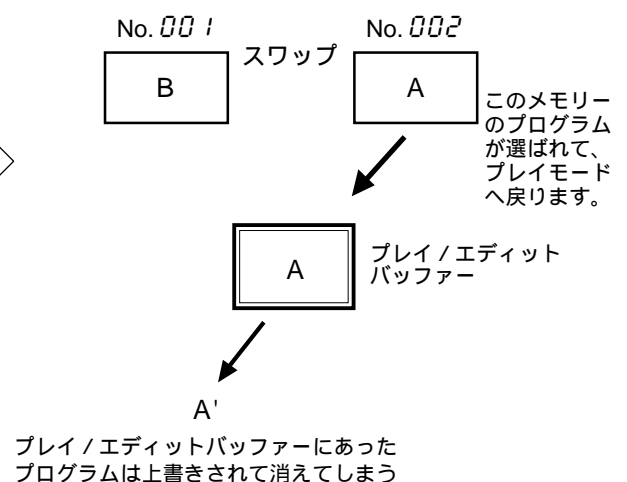 No. 001
No. 002
スワップ
B
A
このメモリー
のプログラム
が選ばれて、
プレイモード
へ戻ります。
A
プレイ / エディット
バッファー
A'
プレイ / エディットバッファーにあった
プログラムは上書きされて消えてしまう